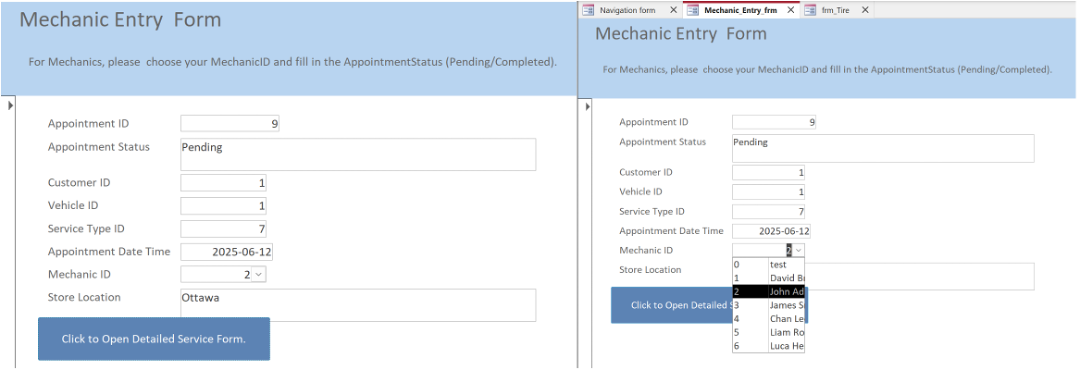 Mechanic Entry Form
For Mechanics, please choose your MechanicID and fill in the AppointmentStatus (Pending/Completed).
Appointment ID 9
Appointment Status Pending
Customer ID 1
Vehicle ID 1
Service Type ID 7
Appointment Date Time 2025-06-12
Mechanic ID 2
Store Location Ottawa
Click to Open Detailed Service Form.
Navigation form Mechanic_Entry_frm frm_Tire
Mechanic Entry Form
For Mechanics, please choose your MechanicID and fill in the AppointmentStatus (Pending/Completed).
Appointment ID 9
Appointment Status Pending
Customer ID 1
Vehicle ID 1
Service Type ID 7
Appointment Date Time 2025-06-12
Mechanic ID 2
Store Location
0 test
1 David
2 John Ad
Click to Open Detailed
3 James
4 Chan Le
5 Liam Ro
6 Luca He